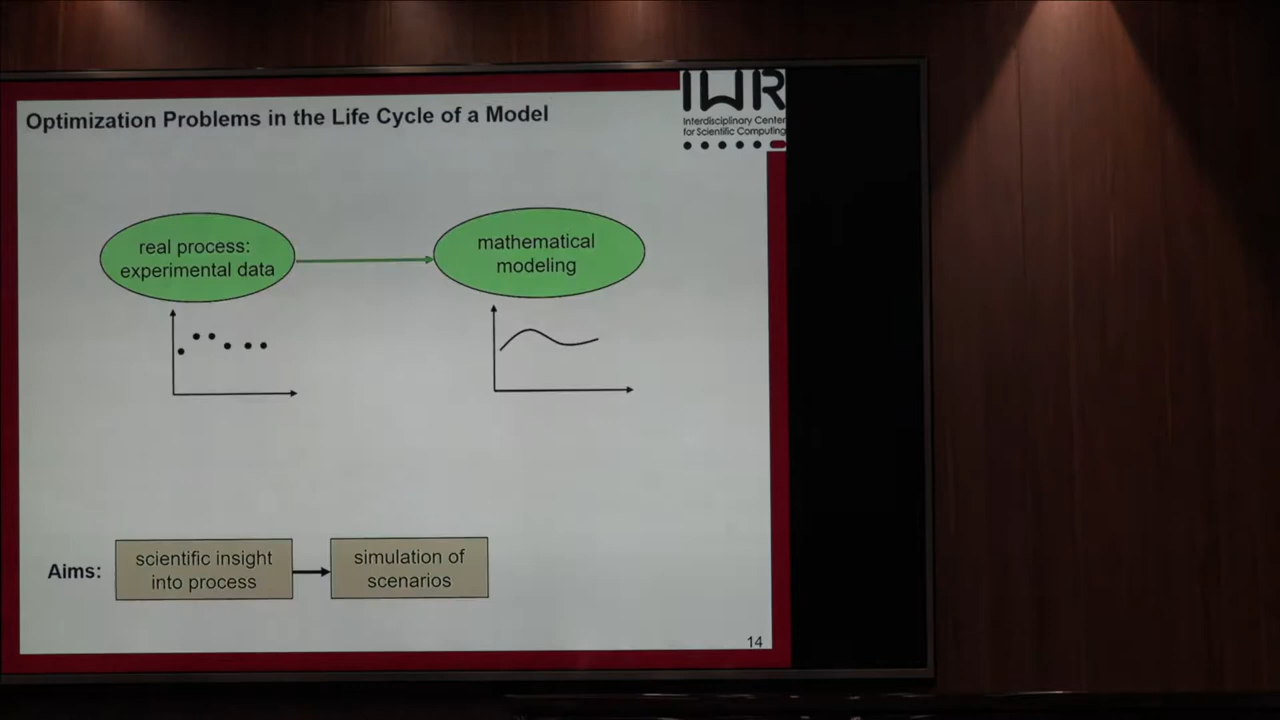 Optimization Problems in the Life Cycle of a Model
IWR
Interdisciplinary Center
for Scientific Computing
real process:
experimental data
mathematical
modeling
Aims:
scientific insight
into process
simulation of
scenarios
14